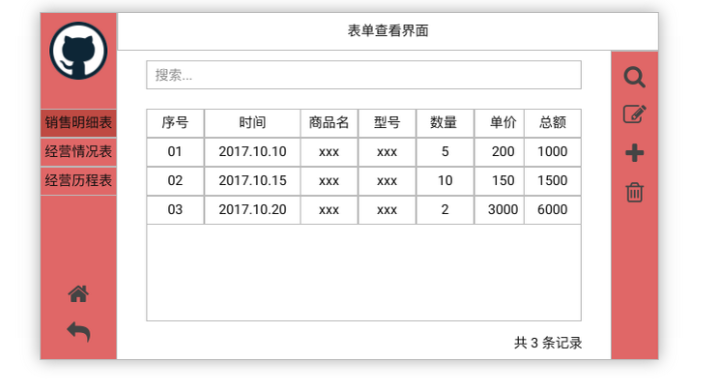 表单查看界面
搜索...
销售明细表
经营情况表
经营历程表
序号 时间 商品名 型号 数量 单价 总额
01 2017.10.10 xxx xxx 5 200 1000
02 2017.10.15 xxx xxx 10 150 1500
03 2017.10.20 xxx xxx 2 3000 6000
共 3 条记录